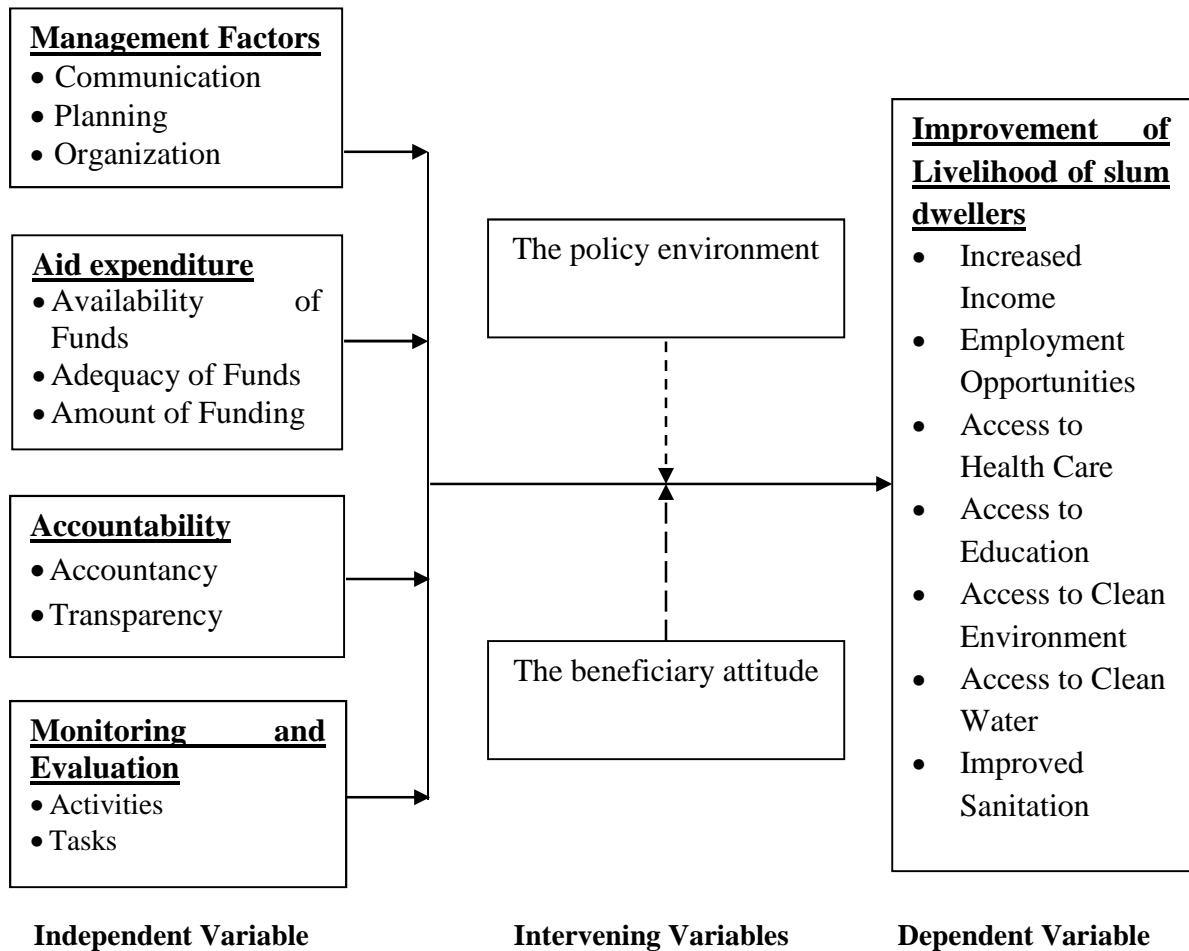 Management Factors
• Communication
• Planning
• Organization
Aid expenditure
• Availability of
Funds
• Adequacy of Funds
• Amount of Funding
Accountability
• Accountancy
• Transparency
Monitoring and
Evaluation
• Activities
• Tasks
Independent Variable
The policy environment
The beneficiary attitude
Intervening Variables
Improvement of
Livelihood of slum
dwellers
• Increased
Income
• Employment
Opportunities
• Access to
Health Care
• Access to
Education
• Access to Clean
Environment
• Access to Clean
Water
• Improved
Sanitation
Dependent Variable